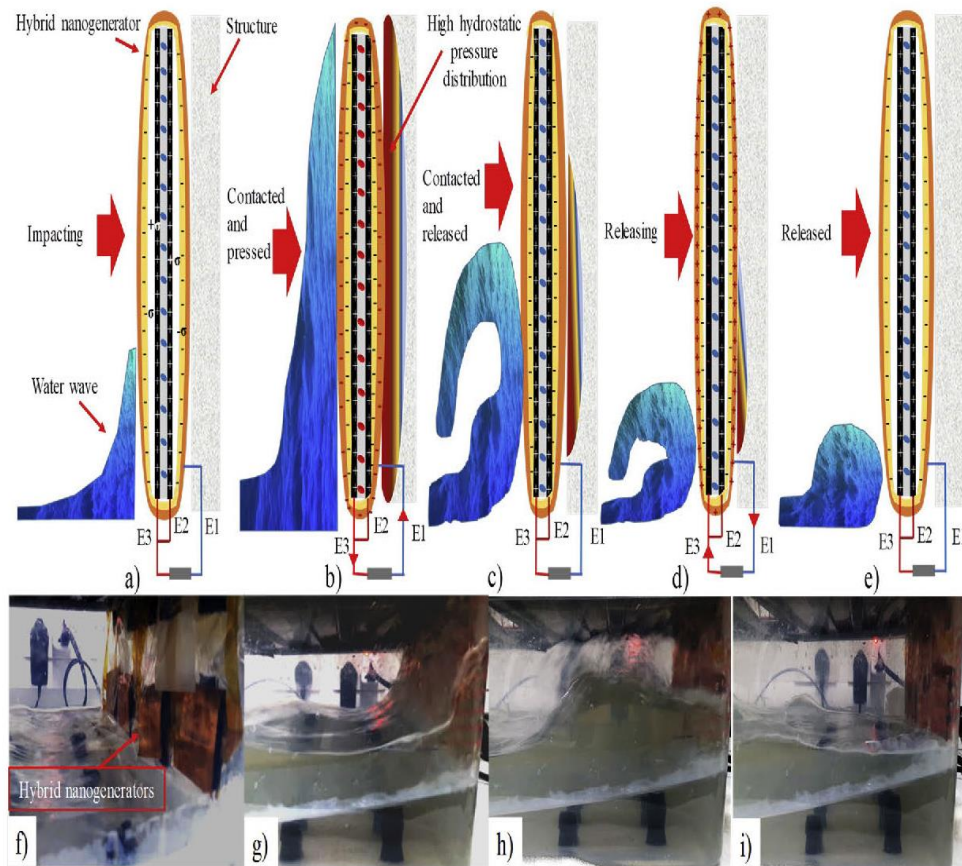 Hybrid nanogenerator
Structure
High hydrostatic
pressure
distribution
Impacting
Contacted
and
pressed
Contacted
and
released
Releasing
Released
Water wave
+σ
σ
-σ
-σ
E3
E2
E1
E3
E2
E1
E3
E2
E1
E3
E2
E1
E3
E2
a)
b)
c)
d)
e)
Hybrid nanogenerators
f)
g)
h)
i)